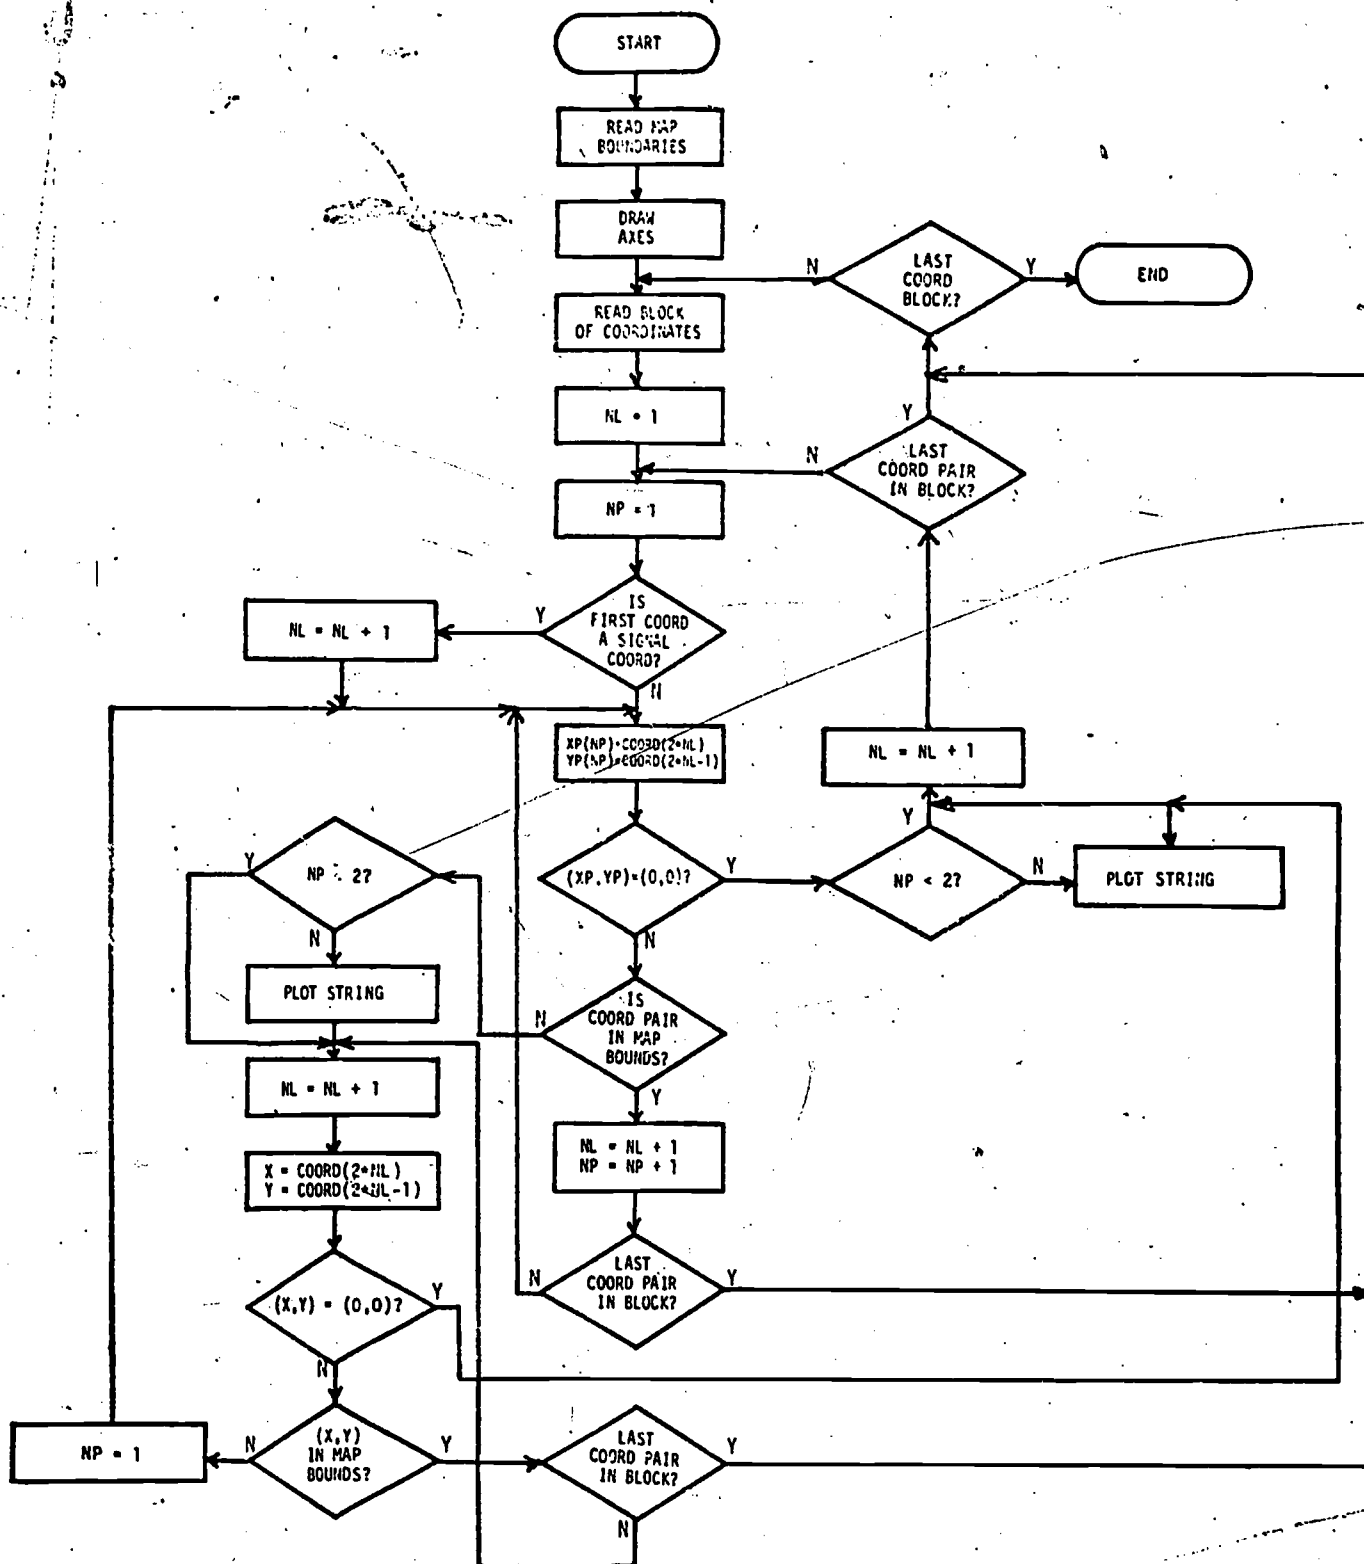 START
READ MAP
BOUNDARIES
DRAW
AXES
LAST
COORD
BLOCK?
N
Y
END
READ BLOCK
OF COORDINATES
NL = 1
Y
LAST
COORD PAIR
IN BLOCK?
N
NP = 1
IS
FIRST COORD
A SIGNAL
COORD?
Y
N
NL = NL + 1
XP(NP)=COORD(2*NL)
YP(NP)=COORD(2*NL-1)
NL = NL + 1
Y
NP < 2?
N
PLOT STRING
(XP,YP)=(0,0)?
Y
N
Y
NP 2?
N
PLOT STRING
IS
COORD PAIR
IN MAP
BOUNDS?
N
Y
NL = NL + 1
NL = NL + 1
NP = NP + 1
X = COORD(2*NL)
Y = COORD(2*NL-1)
LAST
COORD PAIR
IN BLOCK?
N
Y
(X,Y) = (0,0)?
Y
N
NP = 1
N
(X,Y)
IN MAP
BOUNDS?
Y
LAST
COORD PAIR
IN BLOCK?
Y
N